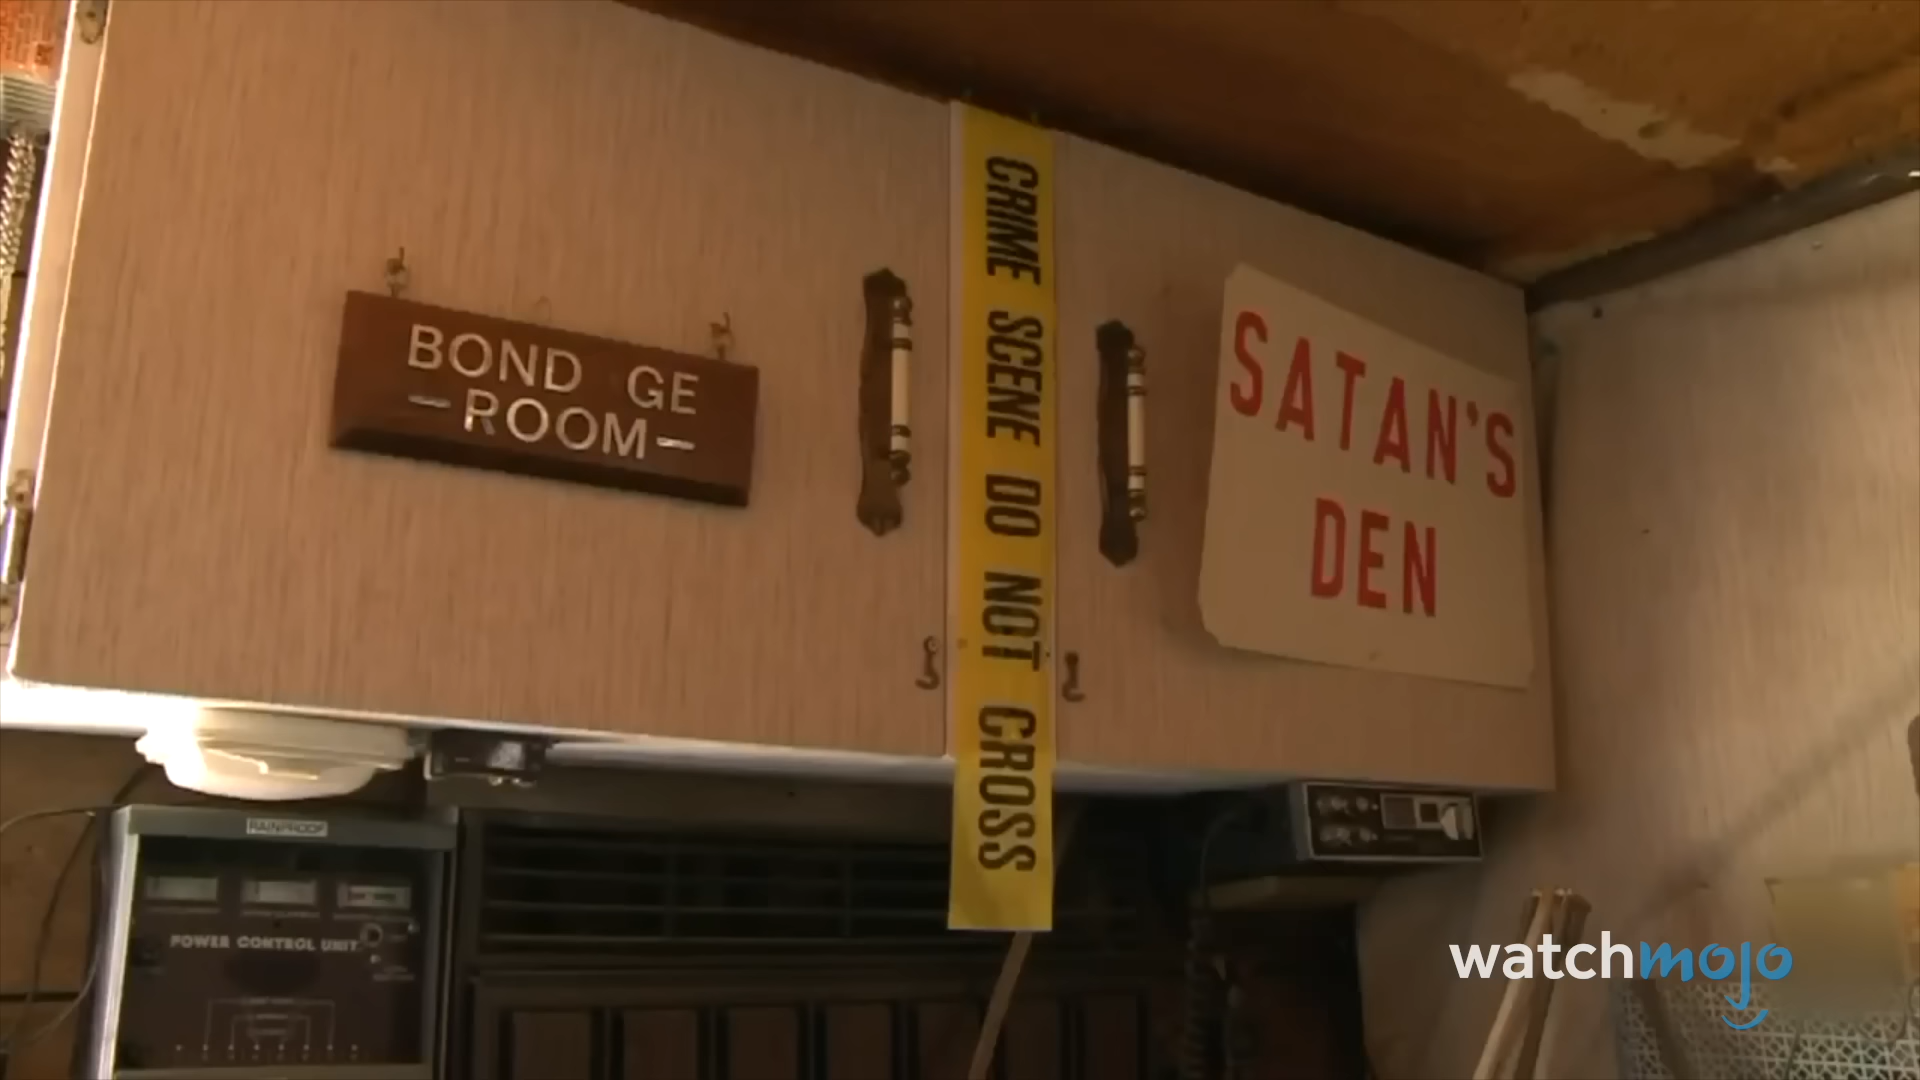 BOND GE
-ROOM-
CRIME SCENE DO NOT CROSS
SATAN'S
DEN
RAINPROOF
POWER CONTROL UNIT
watchmojo